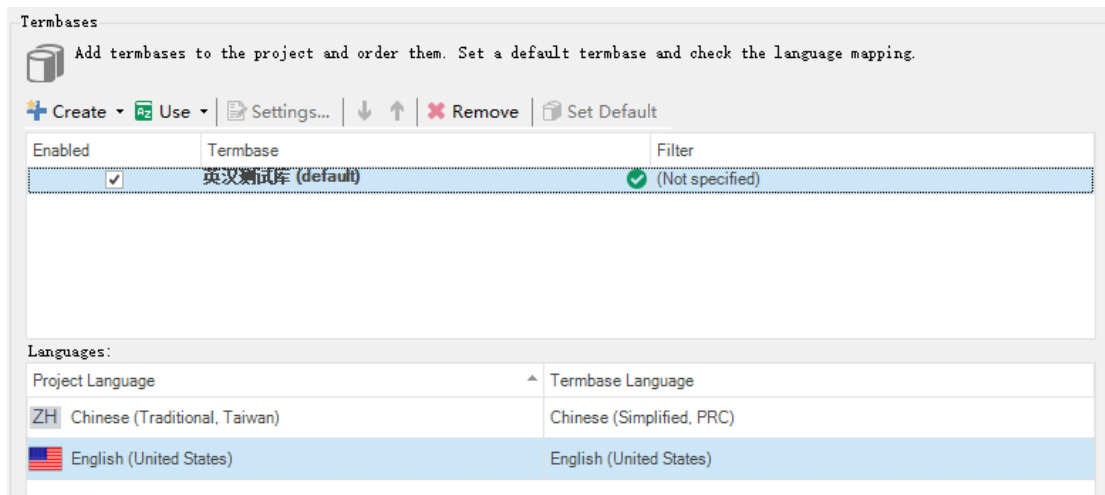 Termbases
Add termbases to the project and order them. Set a default termbase and check the language mapping.
Create Use Settings... Remove Set Default
Enabled Termbase Filter
英汉测试库 (default) (Not specified)
Languages:
Project Language Termbase Language
ZH Chinese (Traditional, Taiwan) Chinese (Simplified, PRC)
English (United States) English (United States)